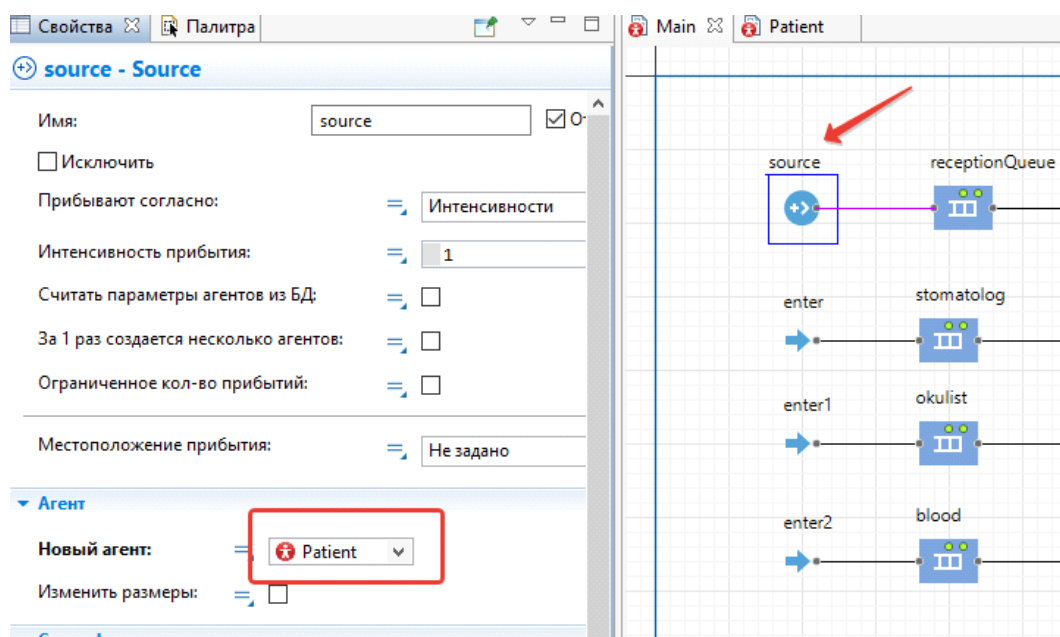 Свойства
Палитра
source - Source
Имя:
source
Исключить
Прибывают согласно:
Интенсивности
Интенсивность прибытия:
1
Считать параметры агентов из БД:
За 1 раз создается несколько агентов:
Ограниченное кол-во прибытий:
Местоположение прибытия:
Не задано
Агент
Новый агент:
Patient
Изменить размеры:
Main
Patient
source
receptionQueue
enter
stomatolog
enter1
okulist
enter2
blood